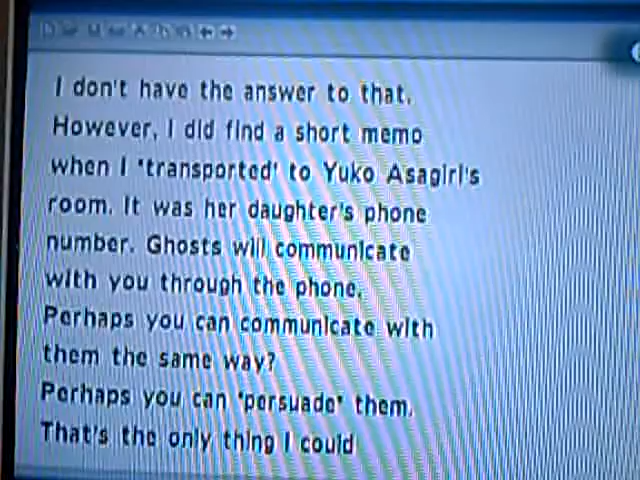 I don't have the answer to that.
However, I did find a short memo
when I "transported" to Yuko Asagiri's
room. It was her daughter's phone
number. Ghosts will communicate
with you through the phone.
Perhaps you can communicate with
them the same way?
Perhaps you can "persuade" them.
That's the only thing I could